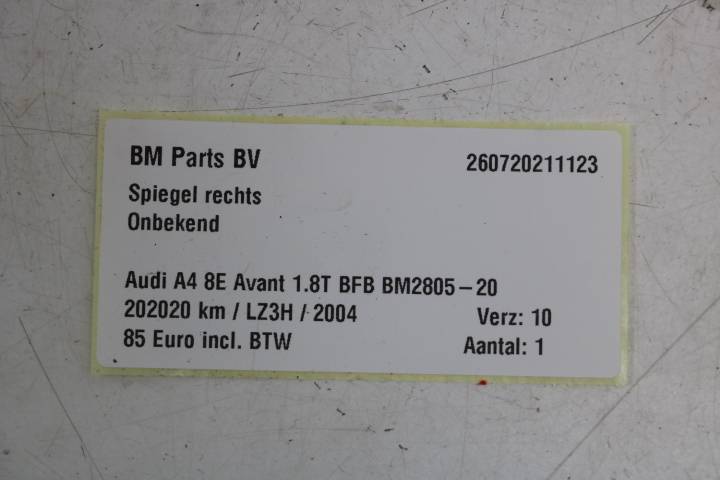 BM Parts BV 260720211123
Spiegel rechts
Onbekend
Audi A4 8E Avant 1.8T BFB BM2805-20
202020 km / LZ3H / 2004 Verz: 10
85 Euro incl. BTW Aantal: 1